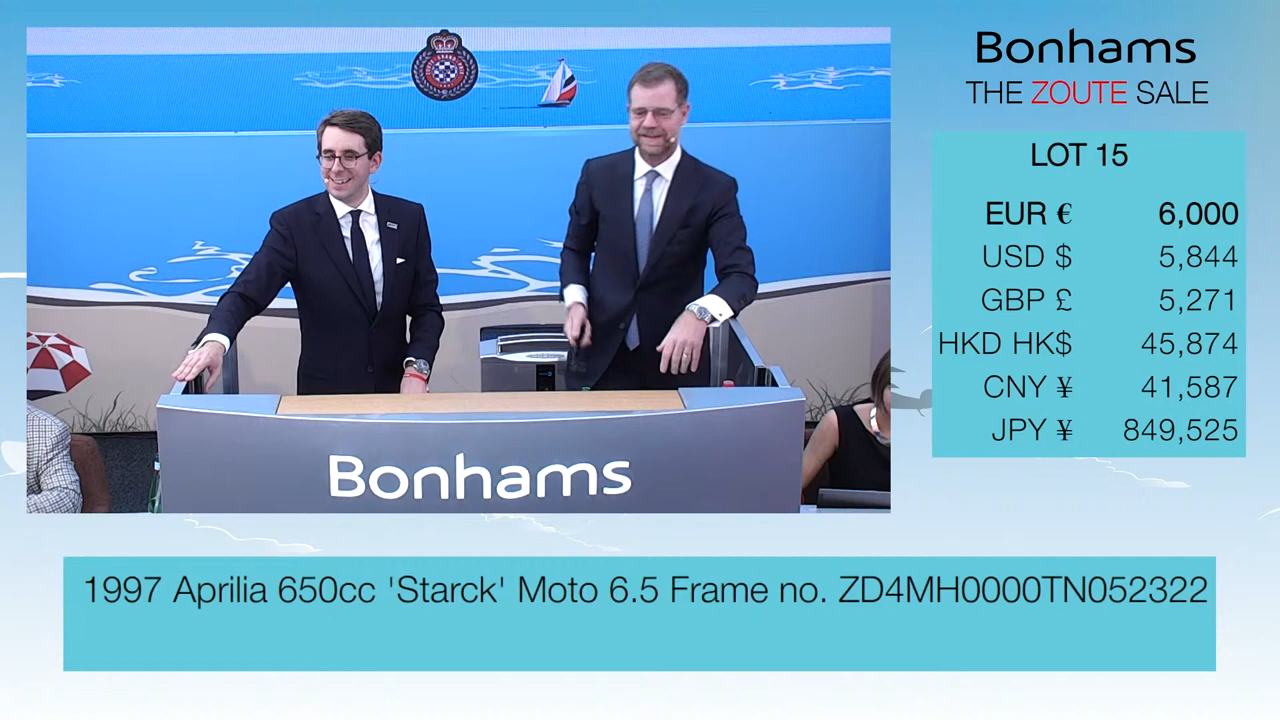 Bonhams
THE ZOUTE SALE
LOT 15
EUR € 6,000
USD $ 5,844
GBP £ 5,271
HKD HK$ 45,874
CNY ¥ 41,587
JPY ¥ 849,525
Bonhams
1997 Aprilia 650cc 'Starck' Moto 6.5 Frame no. ZD4MH0000TN052322